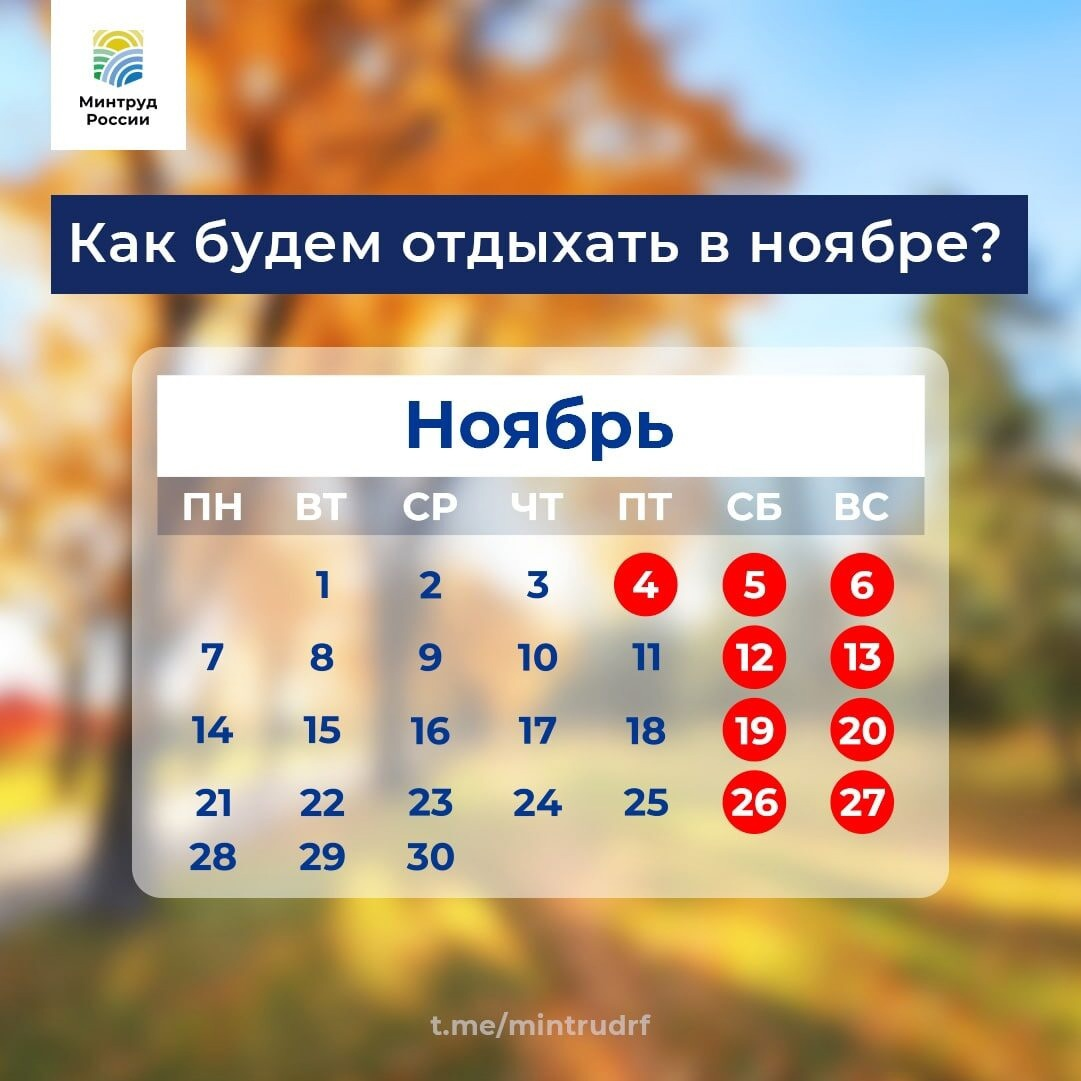 Минтруд
России
Как будем отдыхать в ноябре?
Ноябрь
ПН ВТ СР ЧТ ПТ СБ ВС
1 2 3 4 5 6
7 8 9 10 11 12 13
14 15 16 17 18 19 20
21 22 23 24 25 26 27
28 29 30
t.me/mintrudrf